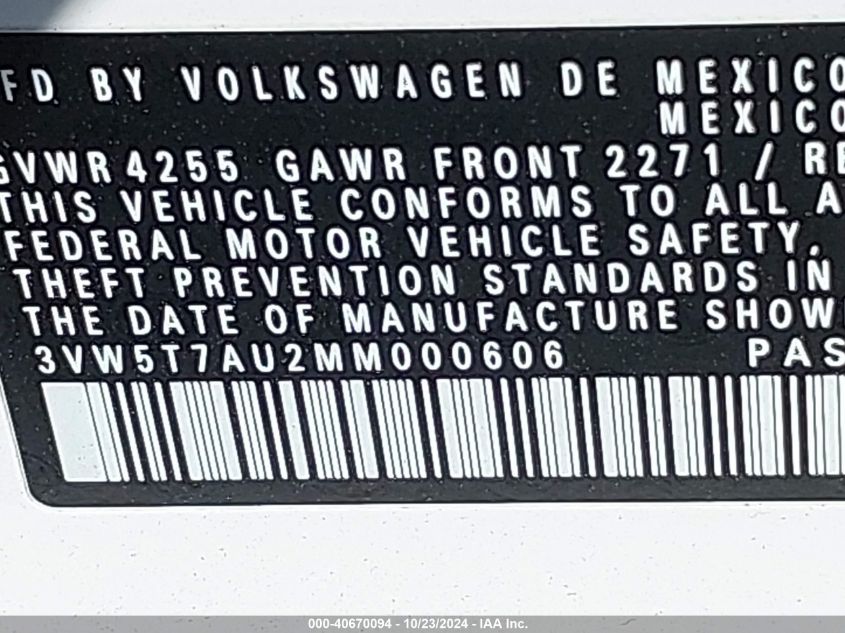 FD BY VOLKSWAGEN DE MEXICO
MEXICO
GVWR 4255 GAWR FRONT 2271 / RE
THIS VEHICLE CONFORMS TO ALL A
FEDERAL MOTOR VEHICLE SAFETY,
THEFT PREVENTION STANDARDS IN
THE DATE OF MANUFACTURE SHOW
3VW5T7AU2MM000606 PAS
000-40670094 - 10/23/2024 - IAA Inc.